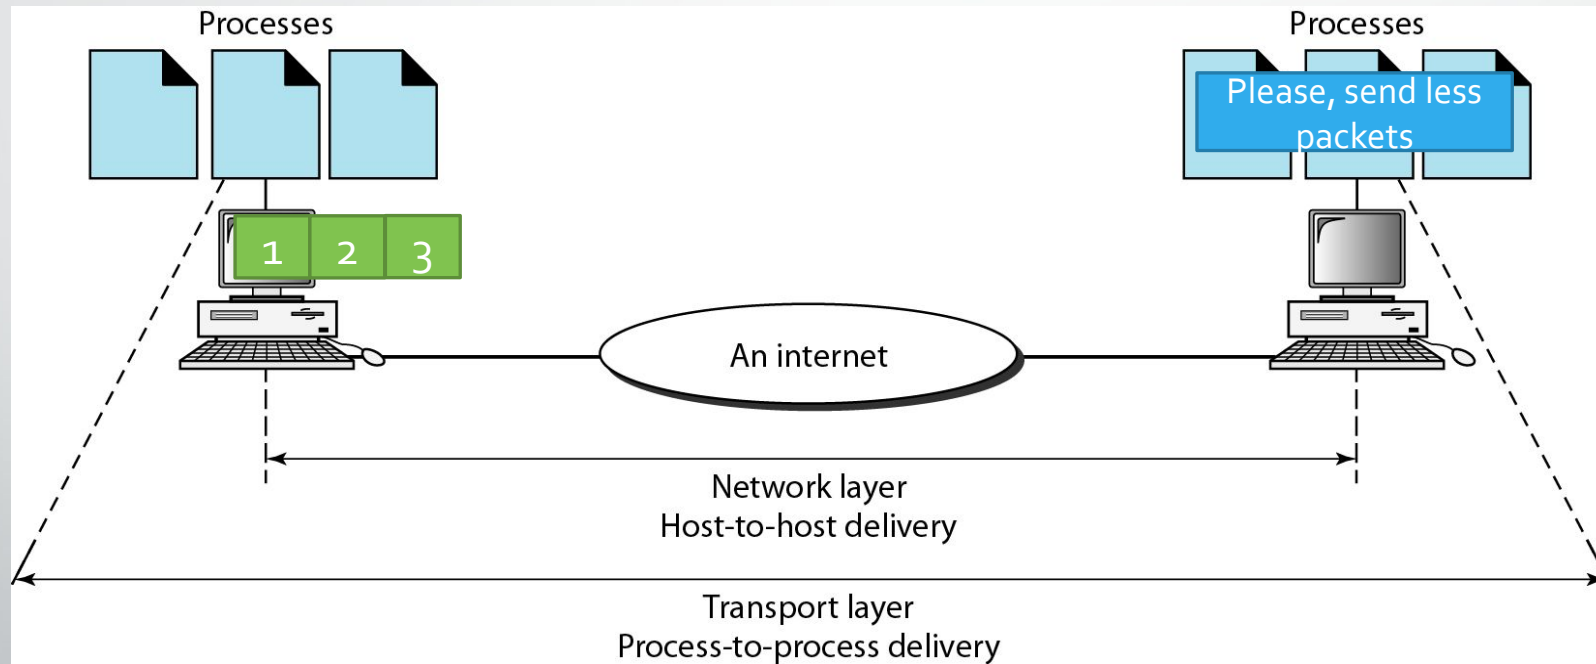 Processes
Processes
Please, send less
packets
1 2 3
An internet
Network layer
Host-to-host delivery
Transport layer
Process-to-process delivery